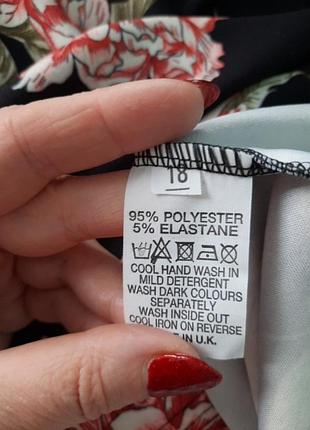 18
95% POLYESTER
5% ELASTANE
COOL HAND WASH IN
MILD DETERGENT
WASH DARK COLOURS
SEPARATELY
WASH INSIDE OUT
COOL IRON ON REVERSE
IN U.K.